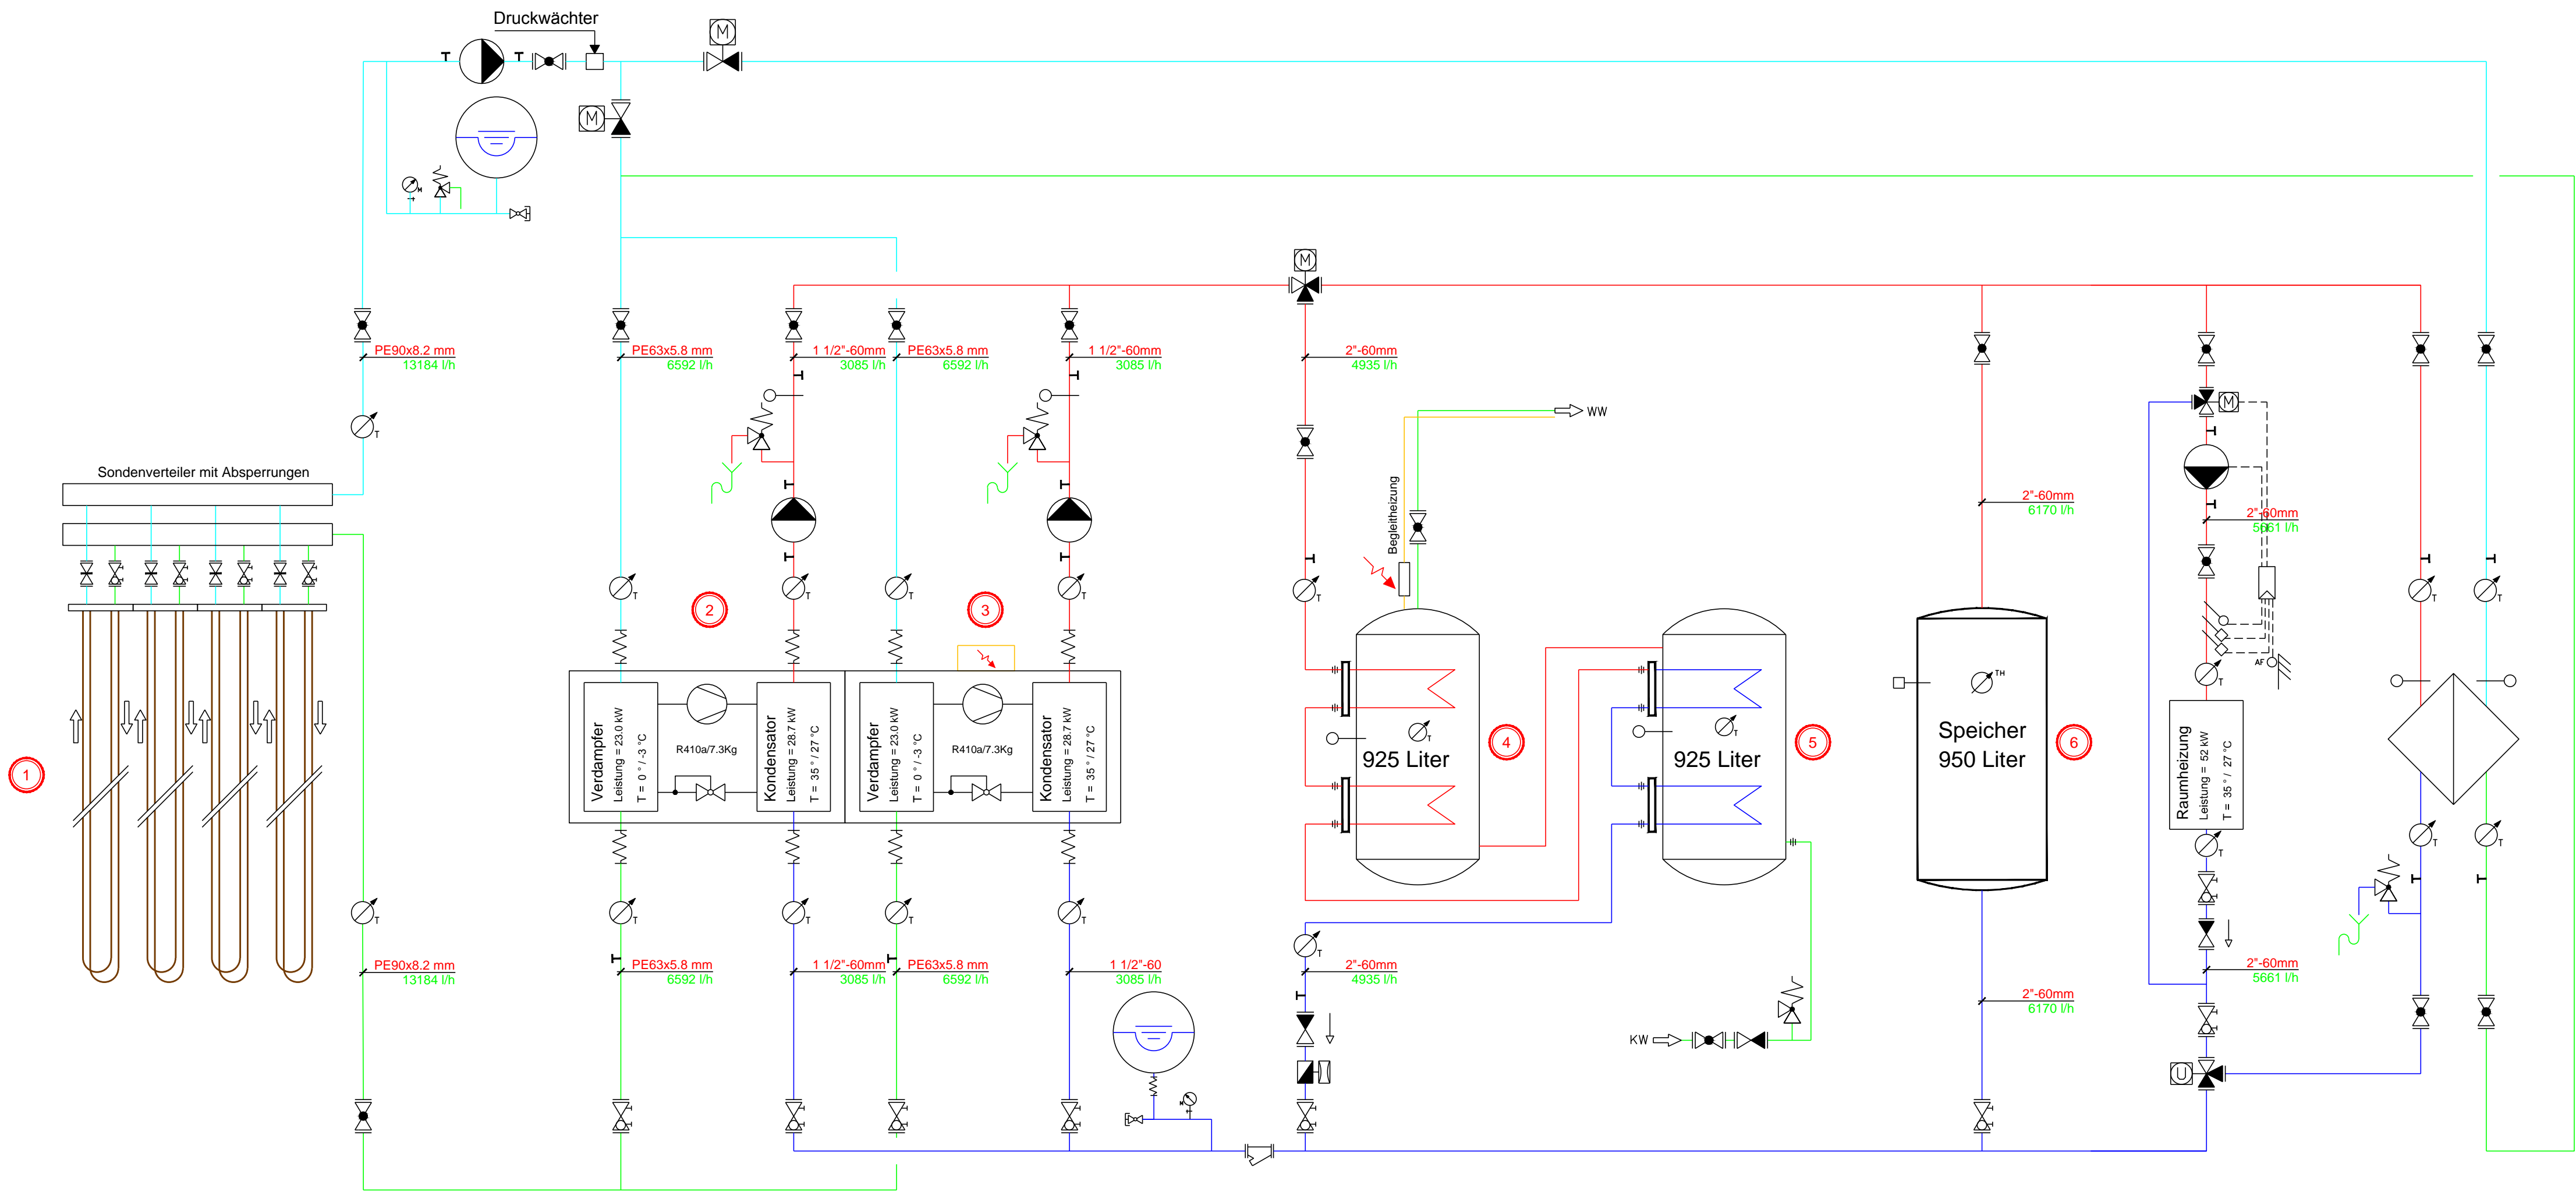 Druckwächter
M
M
M
M
PE90x8.2 mm
13184 l/h
PE63x5.8 mm
6592 l/h
1 1/2"-60mm
3085 l/h
PE63x5.8 mm
6592 l/h
1 1/2"-60mm
3085 l/h
2"-60mm
4935 l/h
M
T
WW
Sondenverteiler mit Absperrungen
Begleitheizung
2"-60mm
6170 l/h
2"-60mm
5661 l/h
T
T
T
T
T
T
T
2
3
AF
T
1
Verdampfer
Leistung = 23.0 kW
T = 0 ° / -3 °C
R410a/7.3Kg
Kondensator
Leistung = 28.7 kW
T = 35 ° / 27 °C
Verdampfer
Leistung = 23.0 kW
T = 0 ° / -3 °C
R410a/7.3Kg
Kondensator
Leistung = 28.7 kW
T = 35 ° / 27 °C
T
925 Liter
4
T
925 Liter
5
TH
Speicher
950 Liter
6
Raumheizung
Leistung = 52 kW
T = 35 ° / 27 °C
T
T
T
T
T
T
T
T
T
PE90x8.2 mm
13184 l/h
PE63x5.8 mm
6592 l/h
1 1/2"-60mm
3085 l/h
PE63x5.8 mm
6592 l/h
1 1/2"-60
3085 l/h
2"-60mm
4935 l/h
2"-60mm
6170 l/h
2"-60mm
5661 l/h
KW
U
M